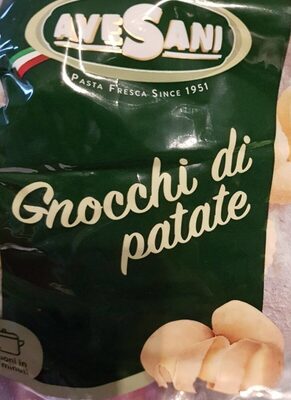 AVESANI
PASTA FRESCA SINCE 1951
Gnocchi di
patate